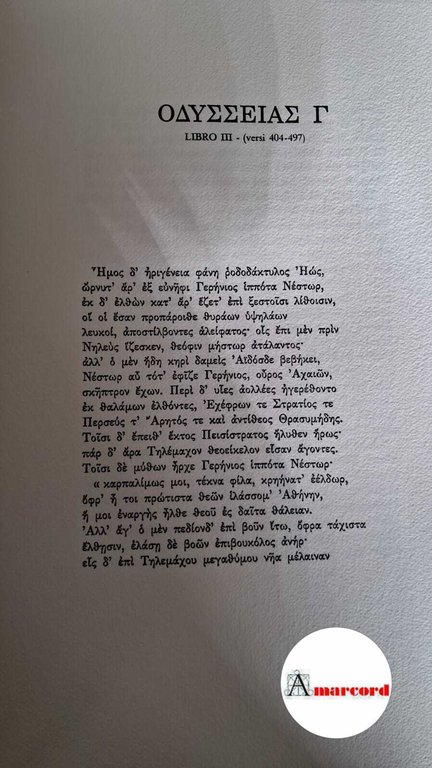 ΟΔΥΣΣΕΙΑΣ Γ
LIBRO III - (versi 404-497)
Ἦμος δ' ἠριγένεια φάνη ῥοδοδάκτυλος Ἠώς,
ὤρνυτ' ἄρ' ἐξ εὐνῆφι Γερήνιος ἱππότα Νέστωρ,
ἐκ δ' ἐλθὼν κατ' ἄρ' ἕζετ' ἐπὶ ξεστοῖσι λίθοισιν,
οἵ οἱ ἔσαν προπάροιθε θυράων ὑψηλάων
λευκοί, ἀποστίλβοντες ἀλείφατος· οἷς ἔπι μὲν πρὶν
Νηλεὺς ἵζεσκεν, θεόφιν μήστωρ ἀτάλαντος·
ἀλλ' ὁ μὲν ἤδη κηρὶ δαμεὶς Ἀϊδόσδε βεβήκει,
Νέστωρ αὖ τότ' ἐφῖζε Γερήνιος, οὖρος Ἀχαιῶν,
σκῆπτρον ἔχων. Περὶ δ' υἷες ἀολλέες ἠγερέθοντο
ἐκ θαλάμων ἐλθόντες, Ἐχέφρων τε Στρατίος τε
Περσεύς τ' Ἄρητός τε καὶ ἀντίθεος Θρασυμήδης.
Τοῖσι δ' ἔπειθ' ἕκτος Πεισίστρατος ἤλυθεν ἥρως·
πὰρ δ' ἄρα Τηλέμαχον θεοείκελον εἷσαν ἄγοντες.
Τοῖσι δὲ μύθων ἦρχε Γερήνιος ἱππότα Νέστωρ·
« καρπαλίμως μοι, τέκνα φίλα, κρηήνατ' ἐέλδωρ,
ὄφρ' ἤ τοι πρώτιστα θεῶν ἱλάσσομ' Ἀθήνην,
ἥ μοι ἐναργὴς ἦλθε θεοῦ ἐς δαῖτα θάλειαν.
Ἀλλ' ἄγ' ὁ μὲν πεδίονδ' ἐπὶ βοῦν ἴτω, ὄφρα τάχιστα
ἔλθῃσιν, ἐλάσῃ δὲ βοῶν ἐπιβουκόλος ἀνήρ·
εἷς δ' ἐπὶ Τηλεμάχου μεγαθύμου νῆα μέλαιναν
Amarcord